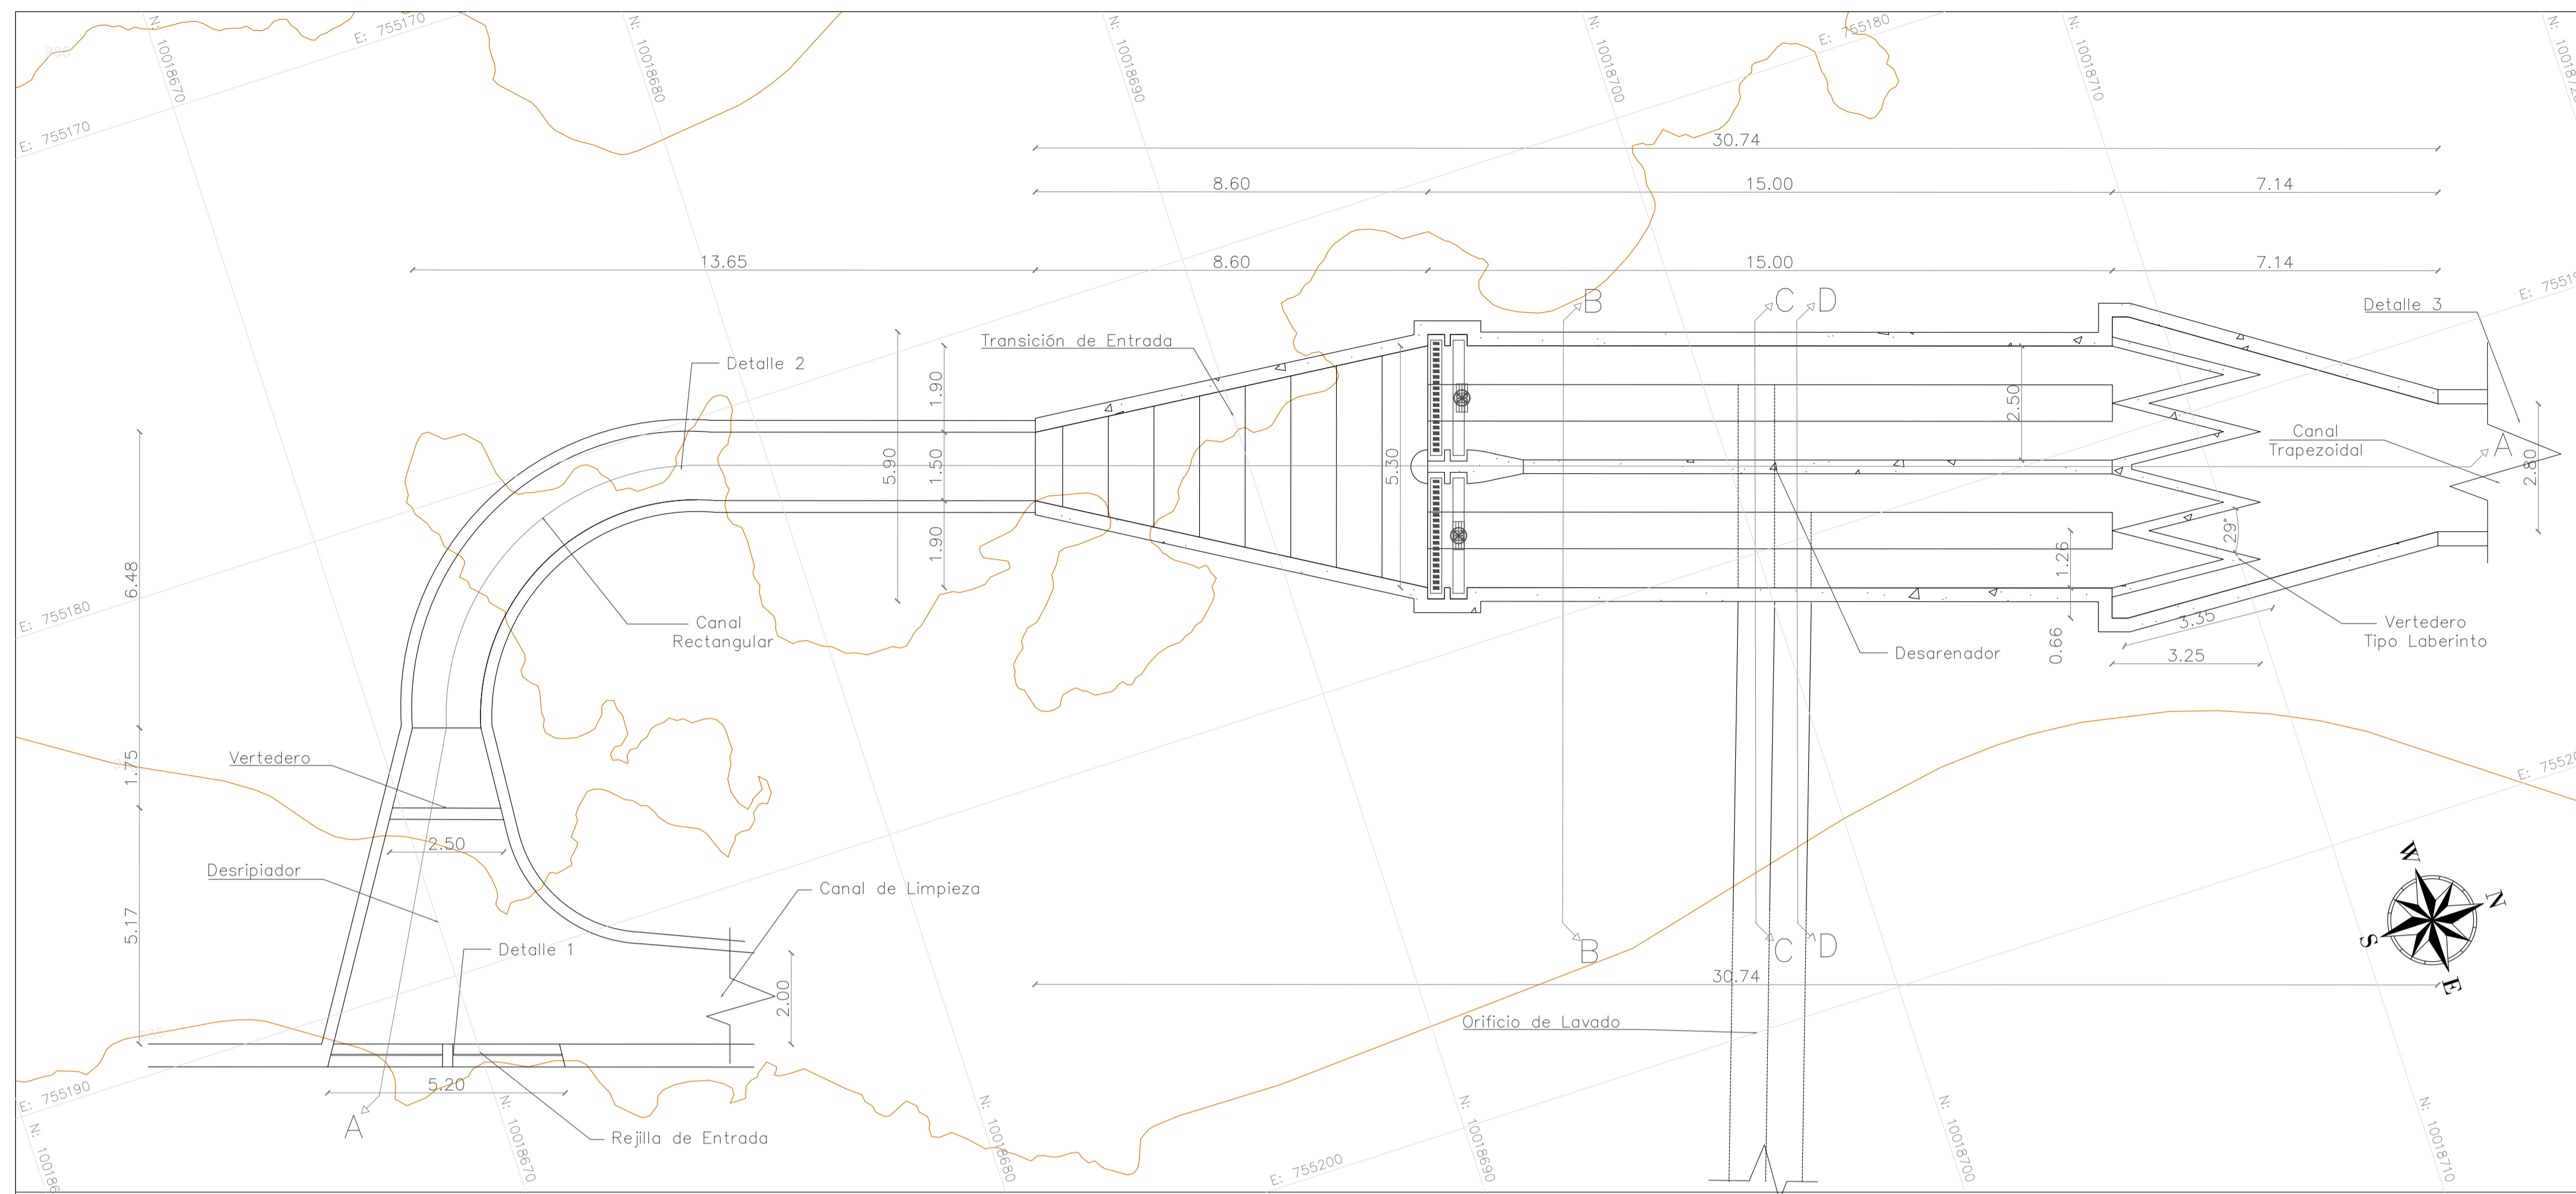 N: 10018670
E: 755170
N: 10018680
N: 10018690
N: 10018700
E: 755180
N: 10018710
995
E: 755170
30.74
8.60
15.00
7.14
13.65
8.60
15.00
7.14
B
C
D
Detalle 3
Transición de Entrada
Detalle 2
1.90
5.90
1.50
1.90
5.30
2.50
Canal
Trapezoidal
A
2.80
29°
1.26
0.66
3.35
3.25
Vertedero
Tipo Laberinto
Desarenador
6.48
E: 755180
Canal
Rectangular
Vertedero
1.75
2.50
Desripiador
5.17
Canal de Limpieza
Detalle 1
2.00
B
C
D
30.74
Orificio de Lavado
W
N
S
E
5.20
A
Rejilla de Entrada
E: 755190
N: 10018670
N: 10018680
N: 10018690
N: 10018700
N: 10018710
E: 755200